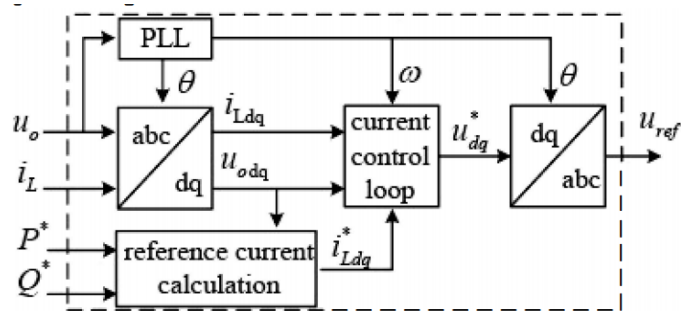 PLL
θ
ω
θ
u_o
abc
dq
i_Ldq
u_odq
current
control
loop
u*_dq
dq
abc
u_ref
i_L
P*
Q*
reference current
calculation
i*_Ldq